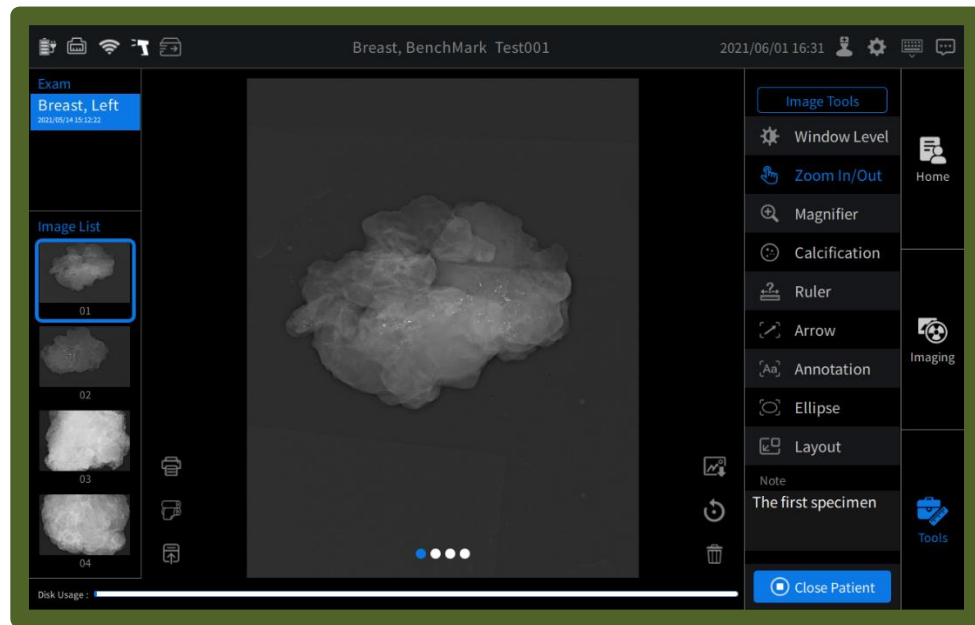 Breast, BenchMark Test001
2021/06/01 16:31
Exam
Breast, Left
2021/05/14 15:12:22
Image List
01
02
03
04
Image Tools
Window Level
Zoom In/Out
Magnifier
Calcification
Ruler
Arrow
Aa Annotation
Ellipse
Layout
Note
The first specimen
Close Patient
Home
Imaging
Tools
Disk Usage :